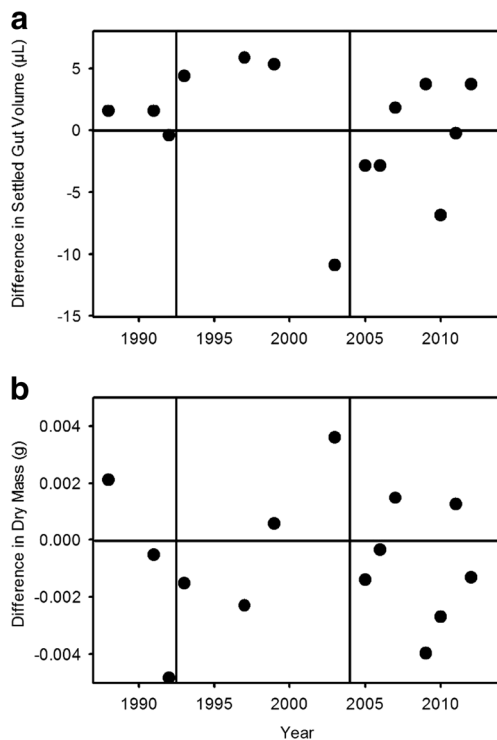 a
Difference in Settled Gut Volume (µL)
5
0
-5
-10
-15
1990 1995 2000 2005 2010
b
Difference in Dry Mass (g)
0.004
0.002
0.000
-0.002
-0.004
1990 1995 2000 2005 2010
Year